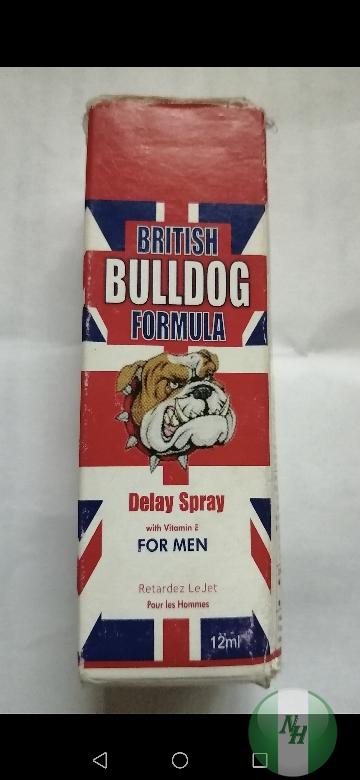 BRITISH
BULLDOG
FORMULA
Delay Spray
with Vitamin E
FOR MEN
Retardez LeJet
Pour les Hommes
12ml
NH